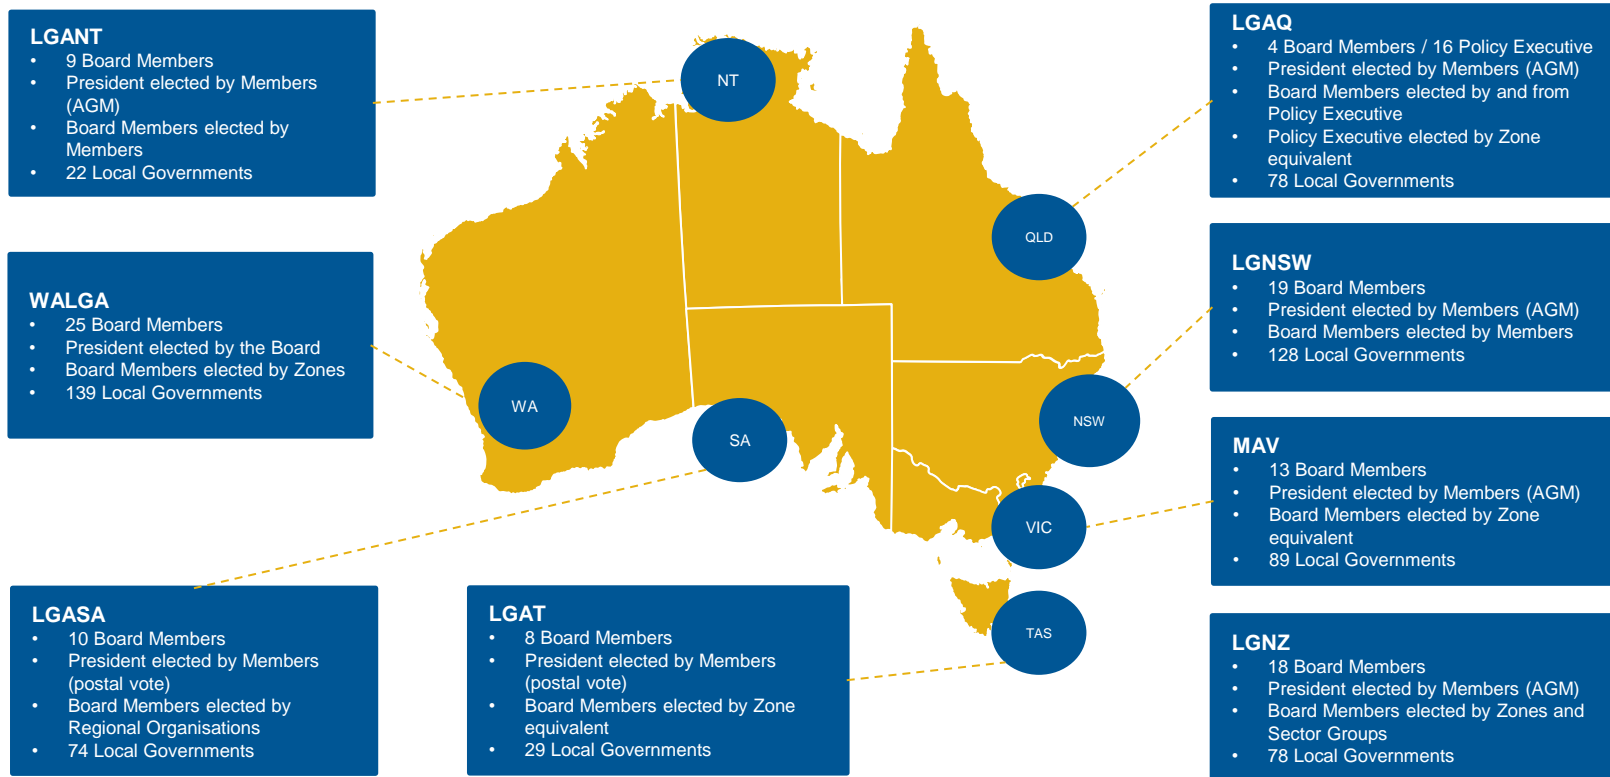 LGANT
• 9 Board Members
• President elected by Members
(AGM)
• Board Members elected by
Members
• 22 Local Governments
NT
LGAQ
• 4 Board Members / 16 Policy Executive
• President elected by Members (AGM)
• Board Members elected by and from
Policy Executive
• Policy Executive elected by Zone
equivalent
• 78 Local Governments
QLD
WALGA
• 25 Board Members
• President elected by the Board
• Board Members elected by Zones
• 139 Local Governments
WA
SA
LGNSW
• 19 Board Members
• President elected by Members (AGM)
• Board Members elected by Members
• 128 Local Governments
NSW
MAV
• 13 Board Members
• President elected by Members (AGM)
• Board Members elected by Zone
equivalent
• 89 Local Governments
VIC
LGASA
• 10 Board Members
• President elected by Members
(postal vote)
• Board Members elected by
Regional Organisations
• 74 Local Governments
LGAT
• 8 Board Members
• President elected by Members
(postal vote)
• Board Members elected by Zone
equivalent
• 29 Local Governments
TAS
LGNZ
• 18 Board Members
• President elected by Members (AGM)
• Board Members elected by Zones and
Sector Groups
• 78 Local Governments